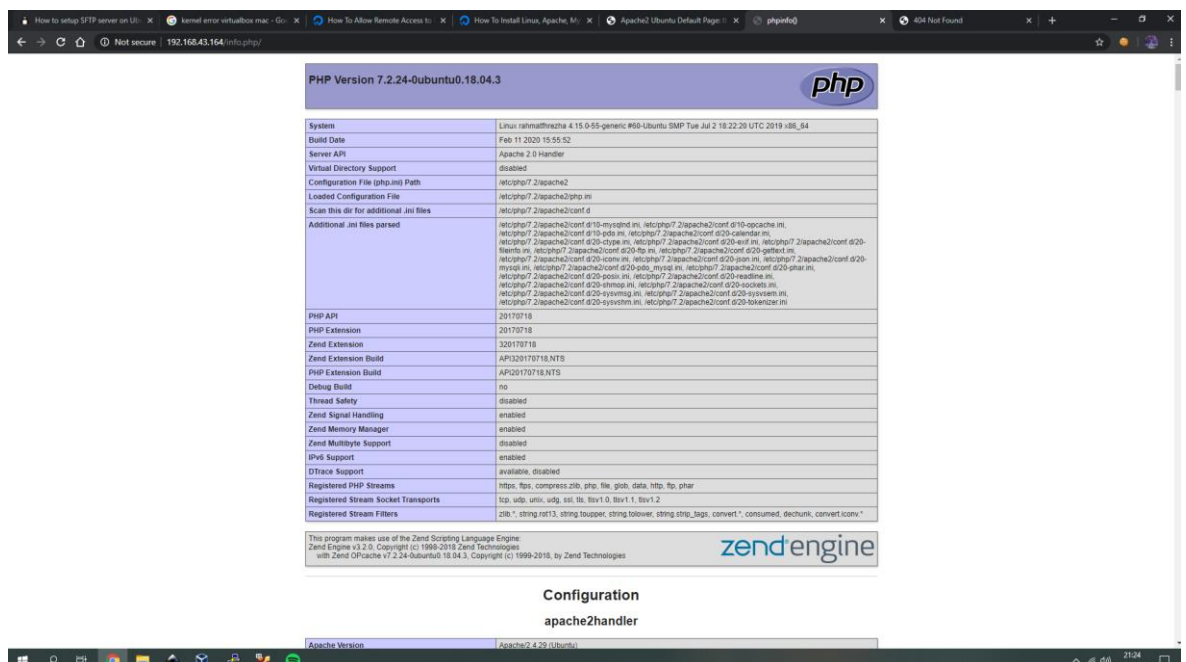 How to setup SFTP server on Ub
kernel error virtualbox mac - Go
How To Allow Remote Access to
How To Install Linux, Apache, My
Apache2 Ubuntu Default Page:
phpinfo()
404 Not Found
Not secure | 192.168.43.164/info.php/
PHP Version 7.2.24-0ubuntu0.18.04.3
php
System Linux rahmatfhrezha 4.15.0-55-generic #60-Ubuntu SMP Tue Jul 2 18:22:20 UTC 2019 x86_64
Build Date Feb 11 2020 15:55:52
Server API Apache 2.0 Handler
Virtual Directory Support disabled
Configuration File (php.ini) Path /etc/php/7.2/apache2
Loaded Configuration File /etc/php/7.2/apache2/php.ini
Scan this dir for additional .ini files /etc/php/7.2/apache2/conf.d
Additional .ini files parsed /etc/php/7.2/apache2/conf.d/10-mysqlnd.ini, /etc/php/7.2/apache2/conf.d/10-opcache.ini,
/etc/php/7.2/apache2/conf.d/10-pdo.ini, /etc/php/7.2/apache2/conf.d/20-calendar.ini,
/etc/php/7.2/apache2/conf.d/20-ctype.ini, /etc/php/7.2/apache2/conf.d/20-exif.ini, /etc/php/7.2/apache2/conf.d/20-
fileinfo.ini, /etc/php/7.2/apache2/conf.d/20-ftp.ini, /etc/php/7.2/apache2/conf.d/20-gettext.ini,
/etc/php/7.2/apache2/conf.d/20-iconv.ini, /etc/php/7.2/apache2/conf.d/20-json.ini, /etc/php/7.2/apache2/conf.d/20-
mysqli.ini, /etc/php/7.2/apache2/conf.d/20-pdo_mysql.ini, /etc/php/7.2/apache2/conf.d/20-phar.ini,
/etc/php/7.2/apache2/conf.d/20-posix.ini, /etc/php/7.2/apache2/conf.d/20-readline.ini,
/etc/php/7.2/apache2/conf.d/20-shmop.ini, /etc/php/7.2/apache2/conf.d/20-sockets.ini,
/etc/php/7.2/apache2/conf.d/20-sysvmsg.ini, /etc/php/7.2/apache2/conf.d/20-sysvsem.ini,
/etc/php/7.2/apache2/conf.d/20-sysvshm.ini, /etc/php/7.2/apache2/conf.d/20-tokenizer.ini
PHP API 20170718
PHP Extension 20170718
Zend Extension 320170718
Zend Extension Build API320170718,NTS
PHP Extension Build API20170718,NTS
Debug Build no
Thread Safety disabled
Zend Signal Handling enabled
Zend Memory Manager enabled
Zend Multibyte Support disabled
IPv6 Support enabled
DTrace Support available, disabled
Registered PHP Streams https, ftps, compress.zlib, php, file, glob, data, http, ftp, phar
Registered Stream Socket Transports tcp, udp, unix, udg, ssl, tls, tlsv1.0, tlsv1.1, tlsv1.2
Registered Stream Filters zlib.*, string.rot13, string.toupper, string.tolower, string.strip_tags, convert.*, consumed, dechunk, convert.iconv.*
This program makes use of the Zend Scripting Language Engine:
Zend Engine v3.2.0, Copyright (c) 1998-2018 Zend Technologies
with Zend OPcache v7.2.24-0ubuntu0.18.04.3, Copyright (c) 1999-2018, by Zend Technologies
zend engine
Configuration
apache2handler
Apache Version Apache/2.4.29 (Ubuntu)
21:24